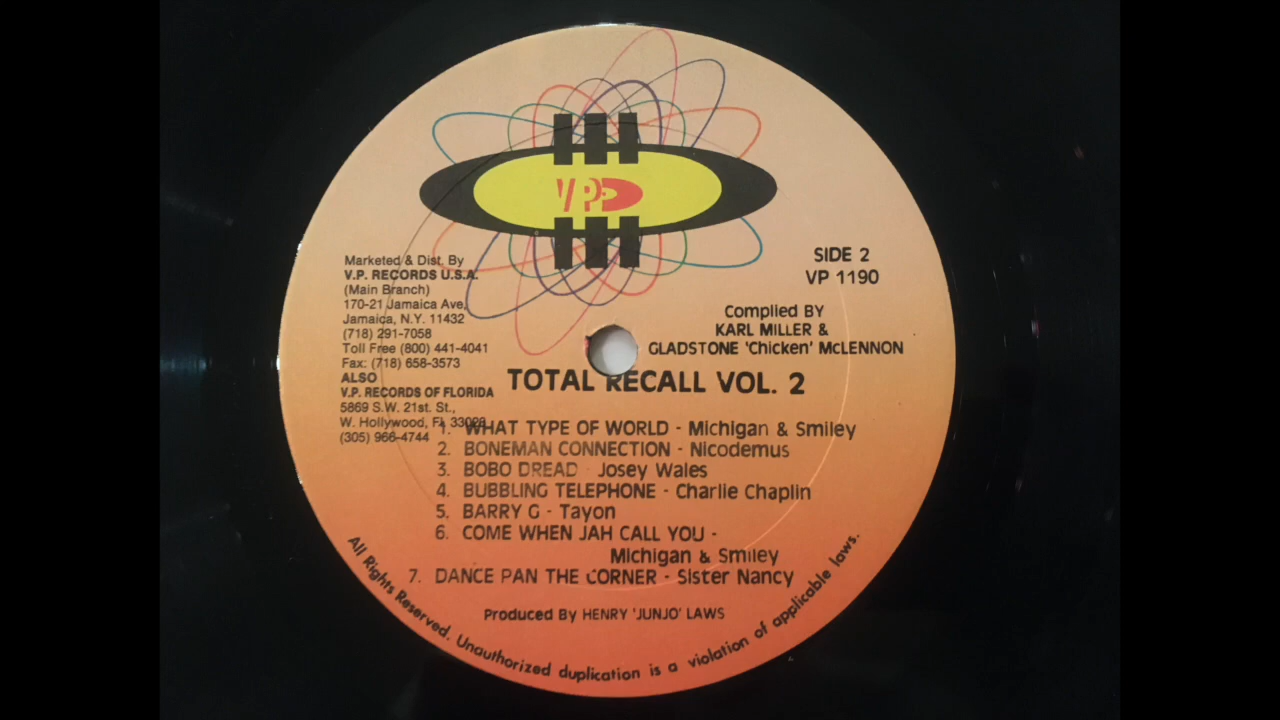 VP
Marketed & Dist. By
V.P. RECORDS U.S.A.
(Main Branch)
170-21 Jamaica Ave,
Jamaica, N.Y. 11432
(718) 291-7058
Toll Free (800) 441-4041
Fax: (718) 658-3573
ALSO
V.P. RECORDS OF FLORIDA
5869 S.W. 21st. St.,
W. Hollywood, Fl 33023
(305) 966-4744
SIDE 2
VP 1190
Compiled BY
KARL MILLER &
GLADSTONE 'Chicken' McLENNON
TOTAL RECALL VOL. 2
1. WHAT TYPE OF WORLD - Michigan & Smiley
2. BONEMAN CONNECTION - Nicodemus
3. BOBO DREAD - Josey Wales
4. BUBBLING TELEPHONE - Charlie Chaplin
5. BARRY G - Tayon
6. COME WHEN JAH CALL YOU -
Michigan & Smiley
7. DANCE PAN THE CORNER - Sister Nancy
Produced By HENRY 'JUNJO' LAWS
All Rights Reserved. Unauthorized duplication is a violation of applicable laws.